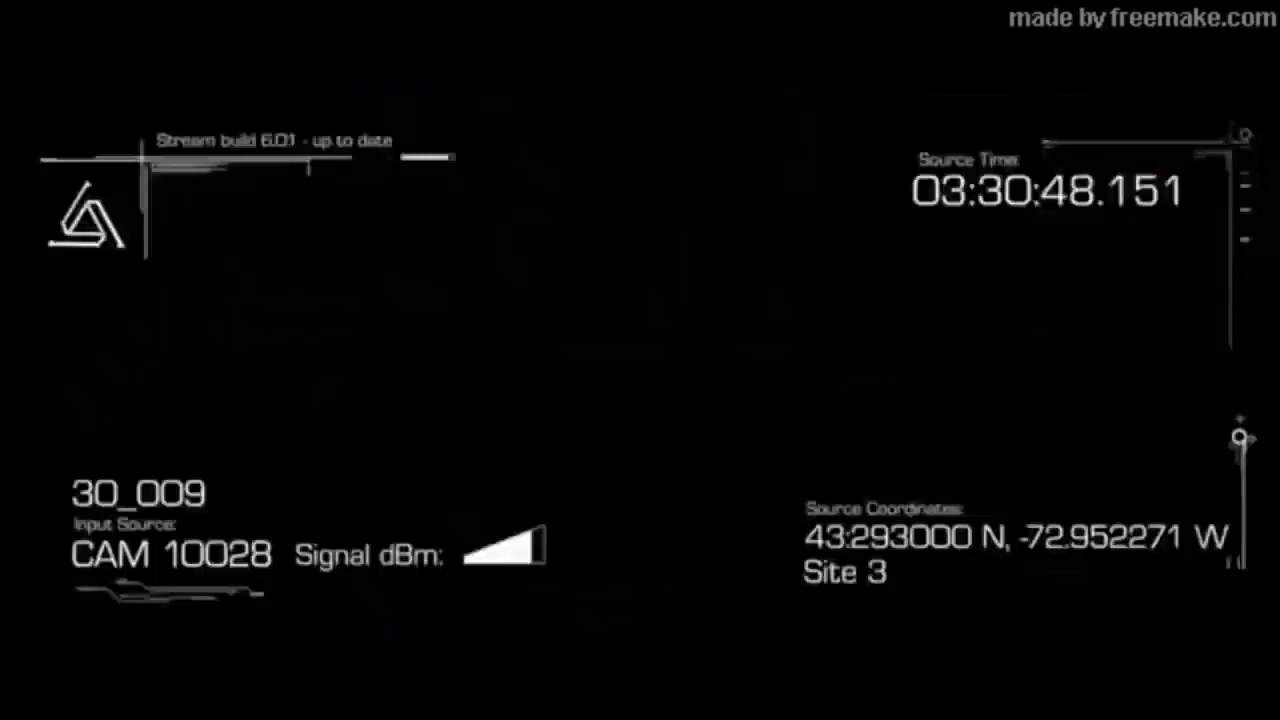 made by freemake.com
Stream build 6.01 - up to date
Source Time:
03:30:48.151
30_009
Input Source:
CAM 10028
Signal dBm:
Source Coordinates:
43:293000 N, -72.952271 W
Site 3